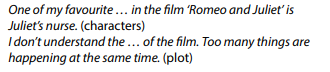 One of my favourite … in the film ‘Romeo and Juliet’ is
Juliet’s nurse. (characters)
I don’t understand the … of the film. Too many things are
happening at the same time. (plot)